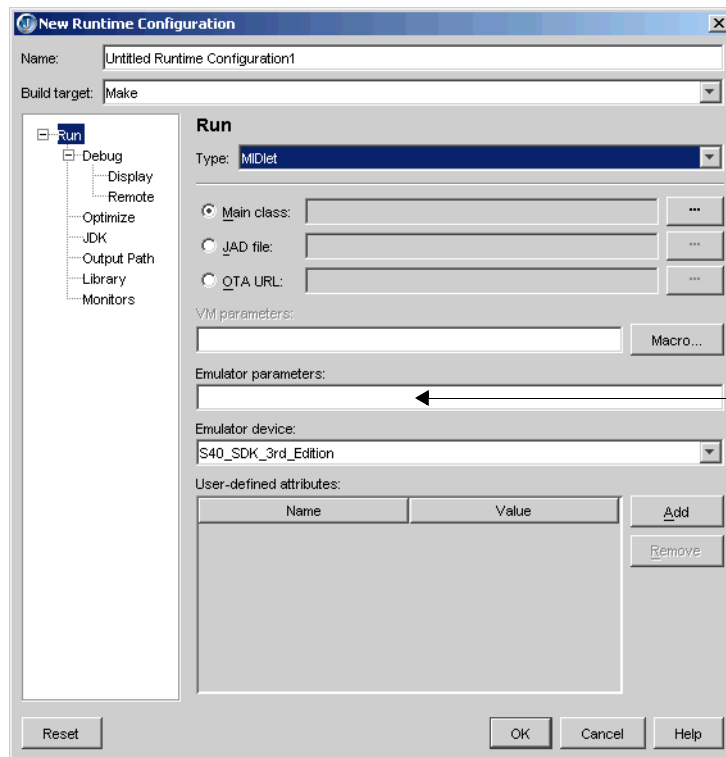 New Runtime Configuration
Name: Untitled Runtime Configuration1
Build target: Make
Run
Debug
Display
Remote
Optimize
JDK
Output Path
Library
Monitors
Run
Type: MIDlet
Main class: ...
JAD file: ...
OTA URL: ...
VM parameters:
Macro...
Emulator parameters:
Emulator device:
S40_SDK_3rd_Edition
User-defined attributes:
Name Value Add
Remove
Reset OK Cancel Help